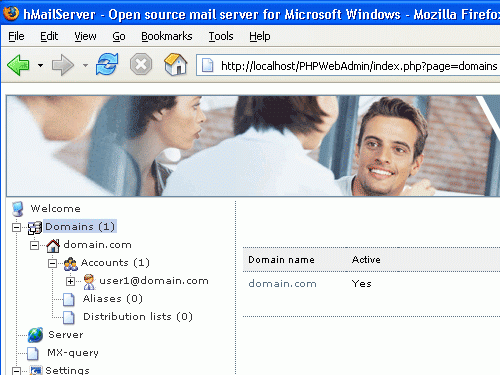 hMailServer - Open source mail server for Microsoft Windows - Mozilla Firefox
File Edit View Go Bookmarks Tools Help
http://localhost/PHPWebAdmin/index.php?page=domains
Welcome
Domains (1)
domain.com
Accounts (1)
user1@domain.com
Aliases (0)
Distribution lists (0)
Server
MX-query
Settings
Domain name Active
domain.com Yes